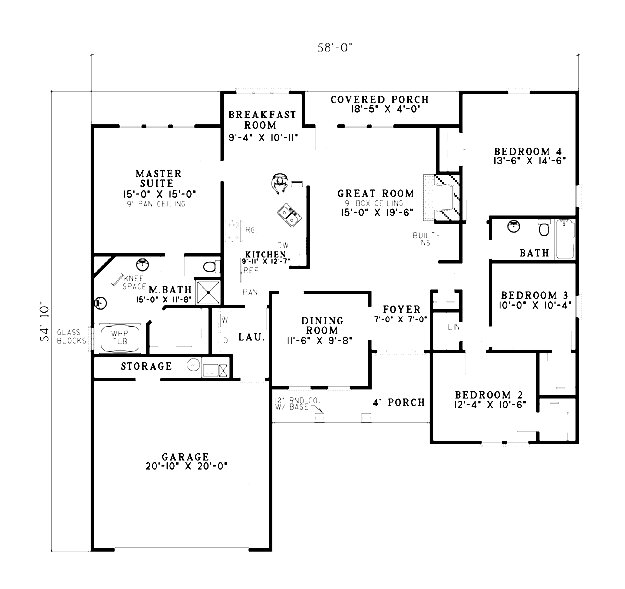 58'-0"
COVERED PORCH
18'-5" X 4'-0"
BREAKFAST
ROOM
9'-4" X 10'-11"
BEDROOM 4
13'-6" X 14'-6"
MASTER
SUITE
15'-0" X 15'-0"
9' PAN CEILING
GREAT ROOM
9' BOX CEILING
15'-0" X 19'-6"
RG
DW
BUILT-
INS
KITCHEN
9'-11" X 12'-7"
REF
PAN
BATH
KNEE
SPACE
M.BATH
15'-0" X 11'-8"
BEDROOM 3
10'-0" X 10'-4"
54'10"
GLASS
BLOCKS
WHP
TUB
W
D
LAU.
DINING
ROOM
11'-6" X 9'-8"
FOYER
7'-0" X 7'-0"
LIN
STORAGE
BEDROOM 2
12'-4" X 10'-6"
W/ BASE
4' PORCH
GARAGE
20'-10" X 20'-0"